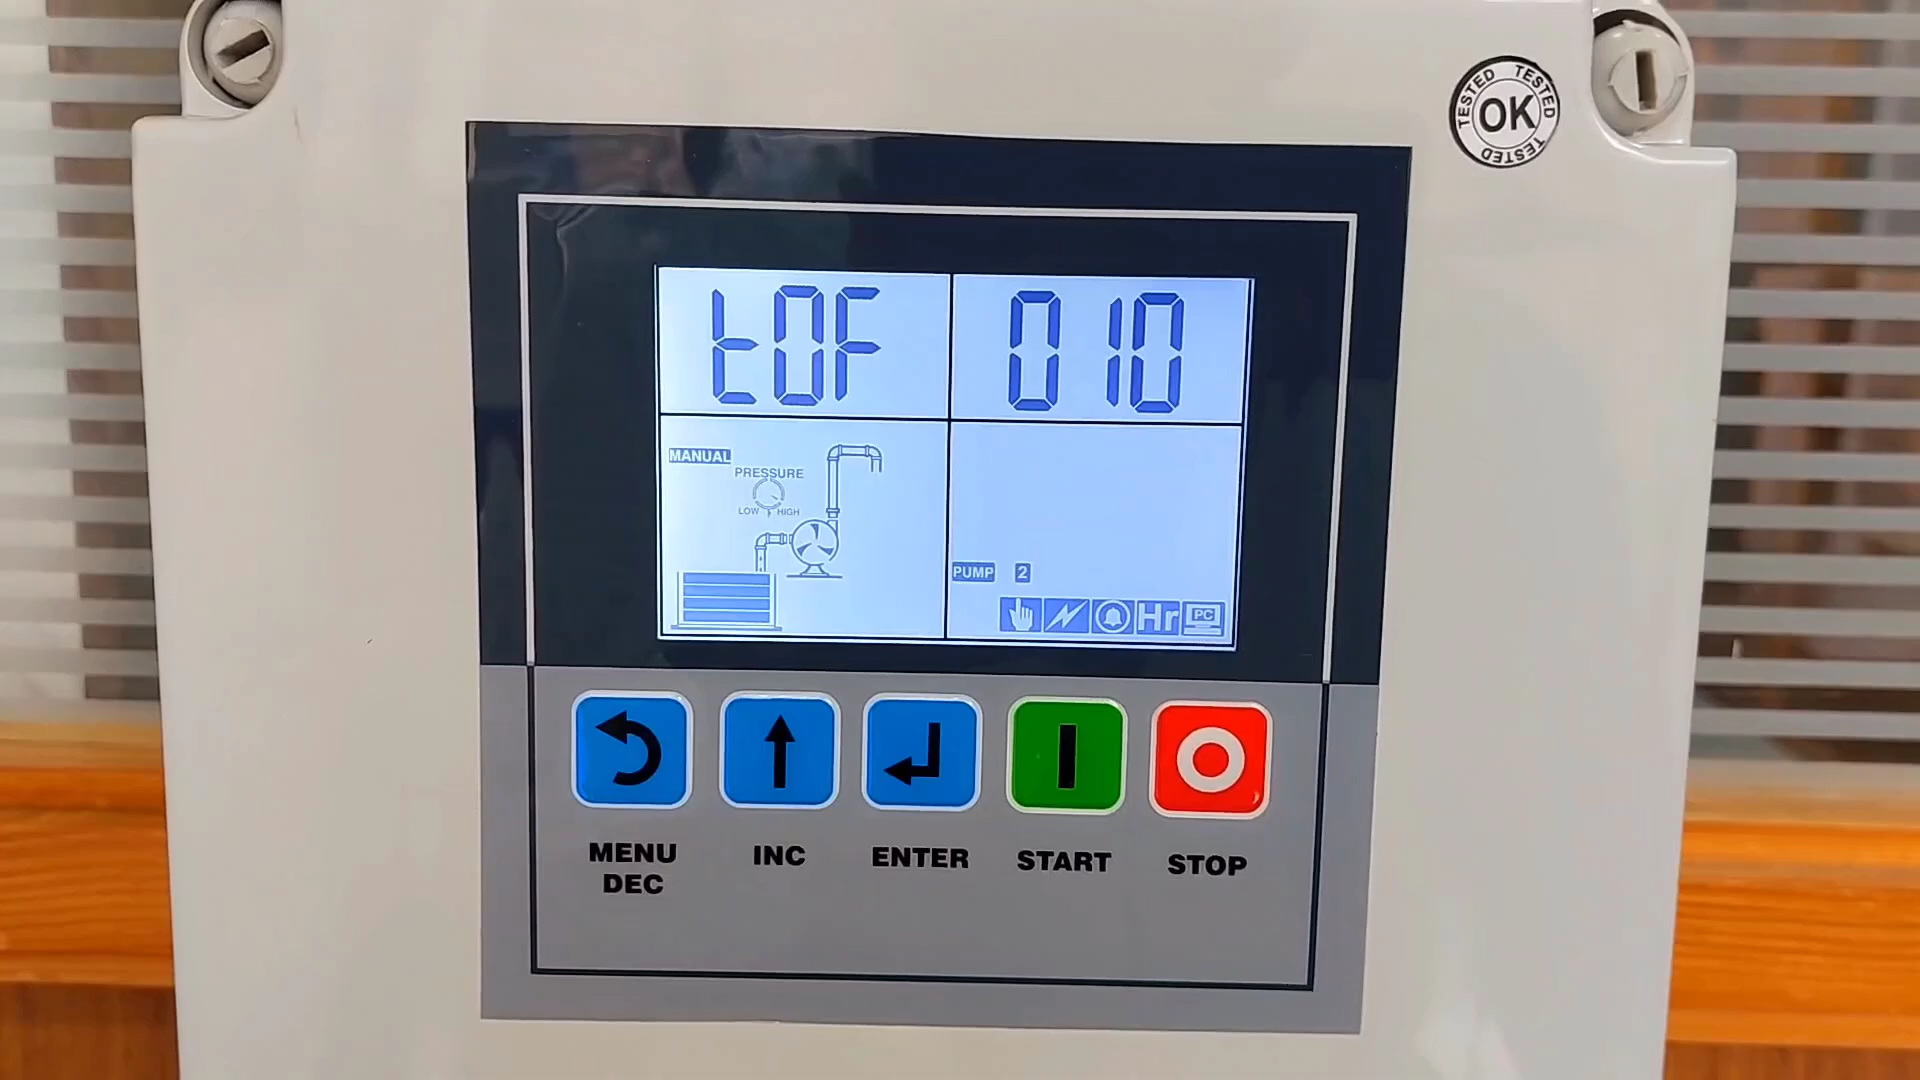 TESTED TESTED TESTED
OK
t0F 010
MANUAL
PRESSURE
LOW HIGH
PUMP 2
Hr PC
MENU DEC
INC
ENTER
START
STOP